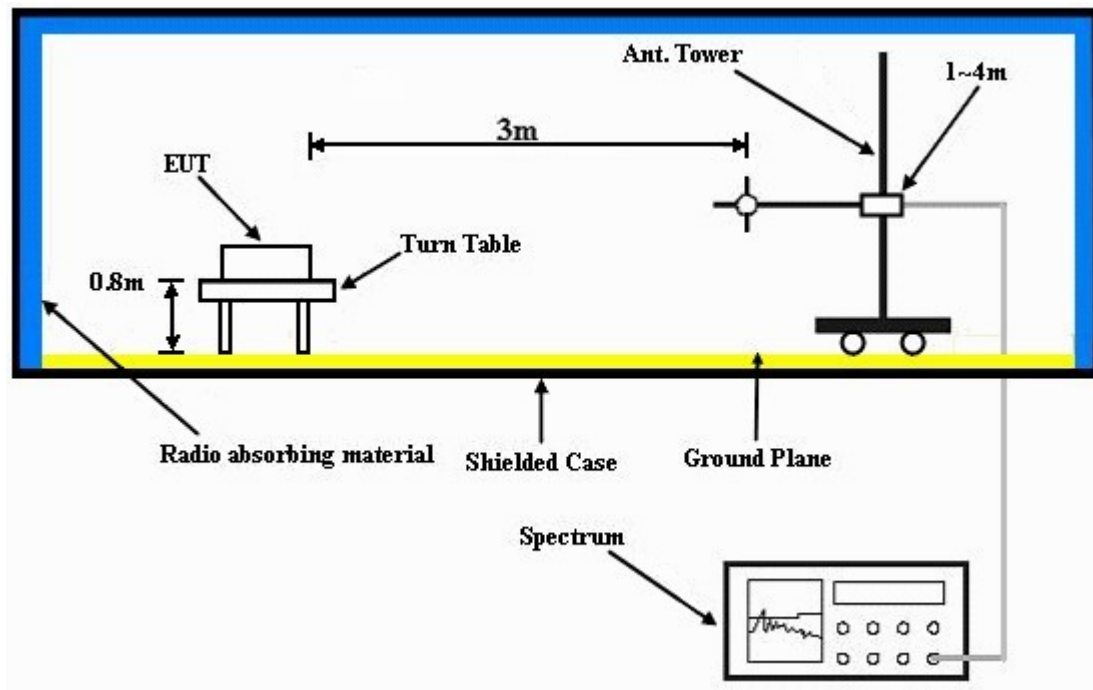 Ant. Tower
1~4m
3m
EUT
Turn Table
0.8m
Radio absorbing material
Shielded Case
Ground Plane
Spectrum